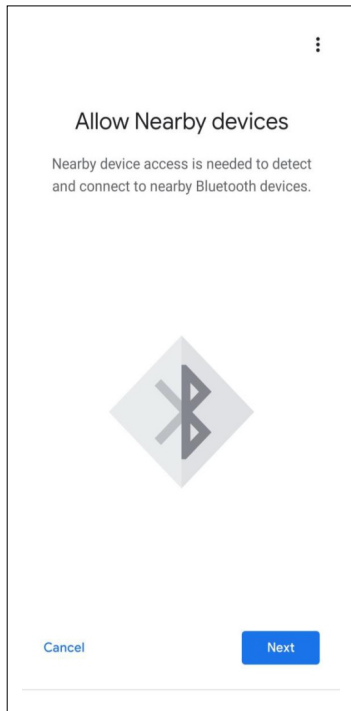 Allow Nearby devices
Nearby device access is needed to detect
and connect to nearby Bluetooth devices.
Cancel
Next